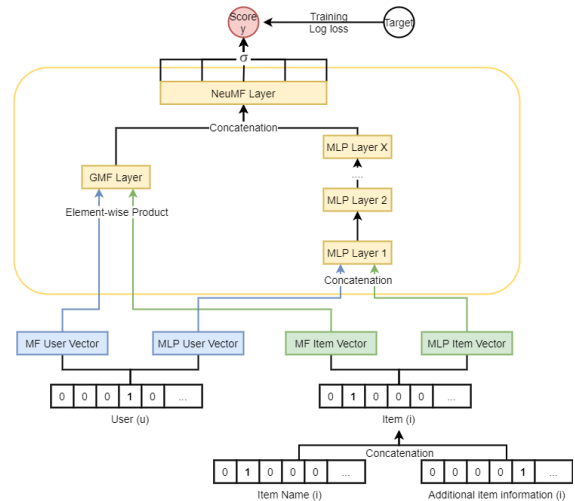 Score
y
Training
Log loss
Target
σ
NeuMF Layer
Concatenation
MLP Layer X
....
GMF Layer
MLP Layer 2
Element-wise Product
MLP Layer 1
Concatenation
MF User Vector
MLP User Vector
MF Item Vector
MLP Item Vector
0 0 0 1 0 ...
0 1 0 0 0 ...
User (u)
Item (i)
Concatenation
0 1 0 0 0 ...
0 0 0 0 1 ...
Item Name (i)
Additional item information (i)